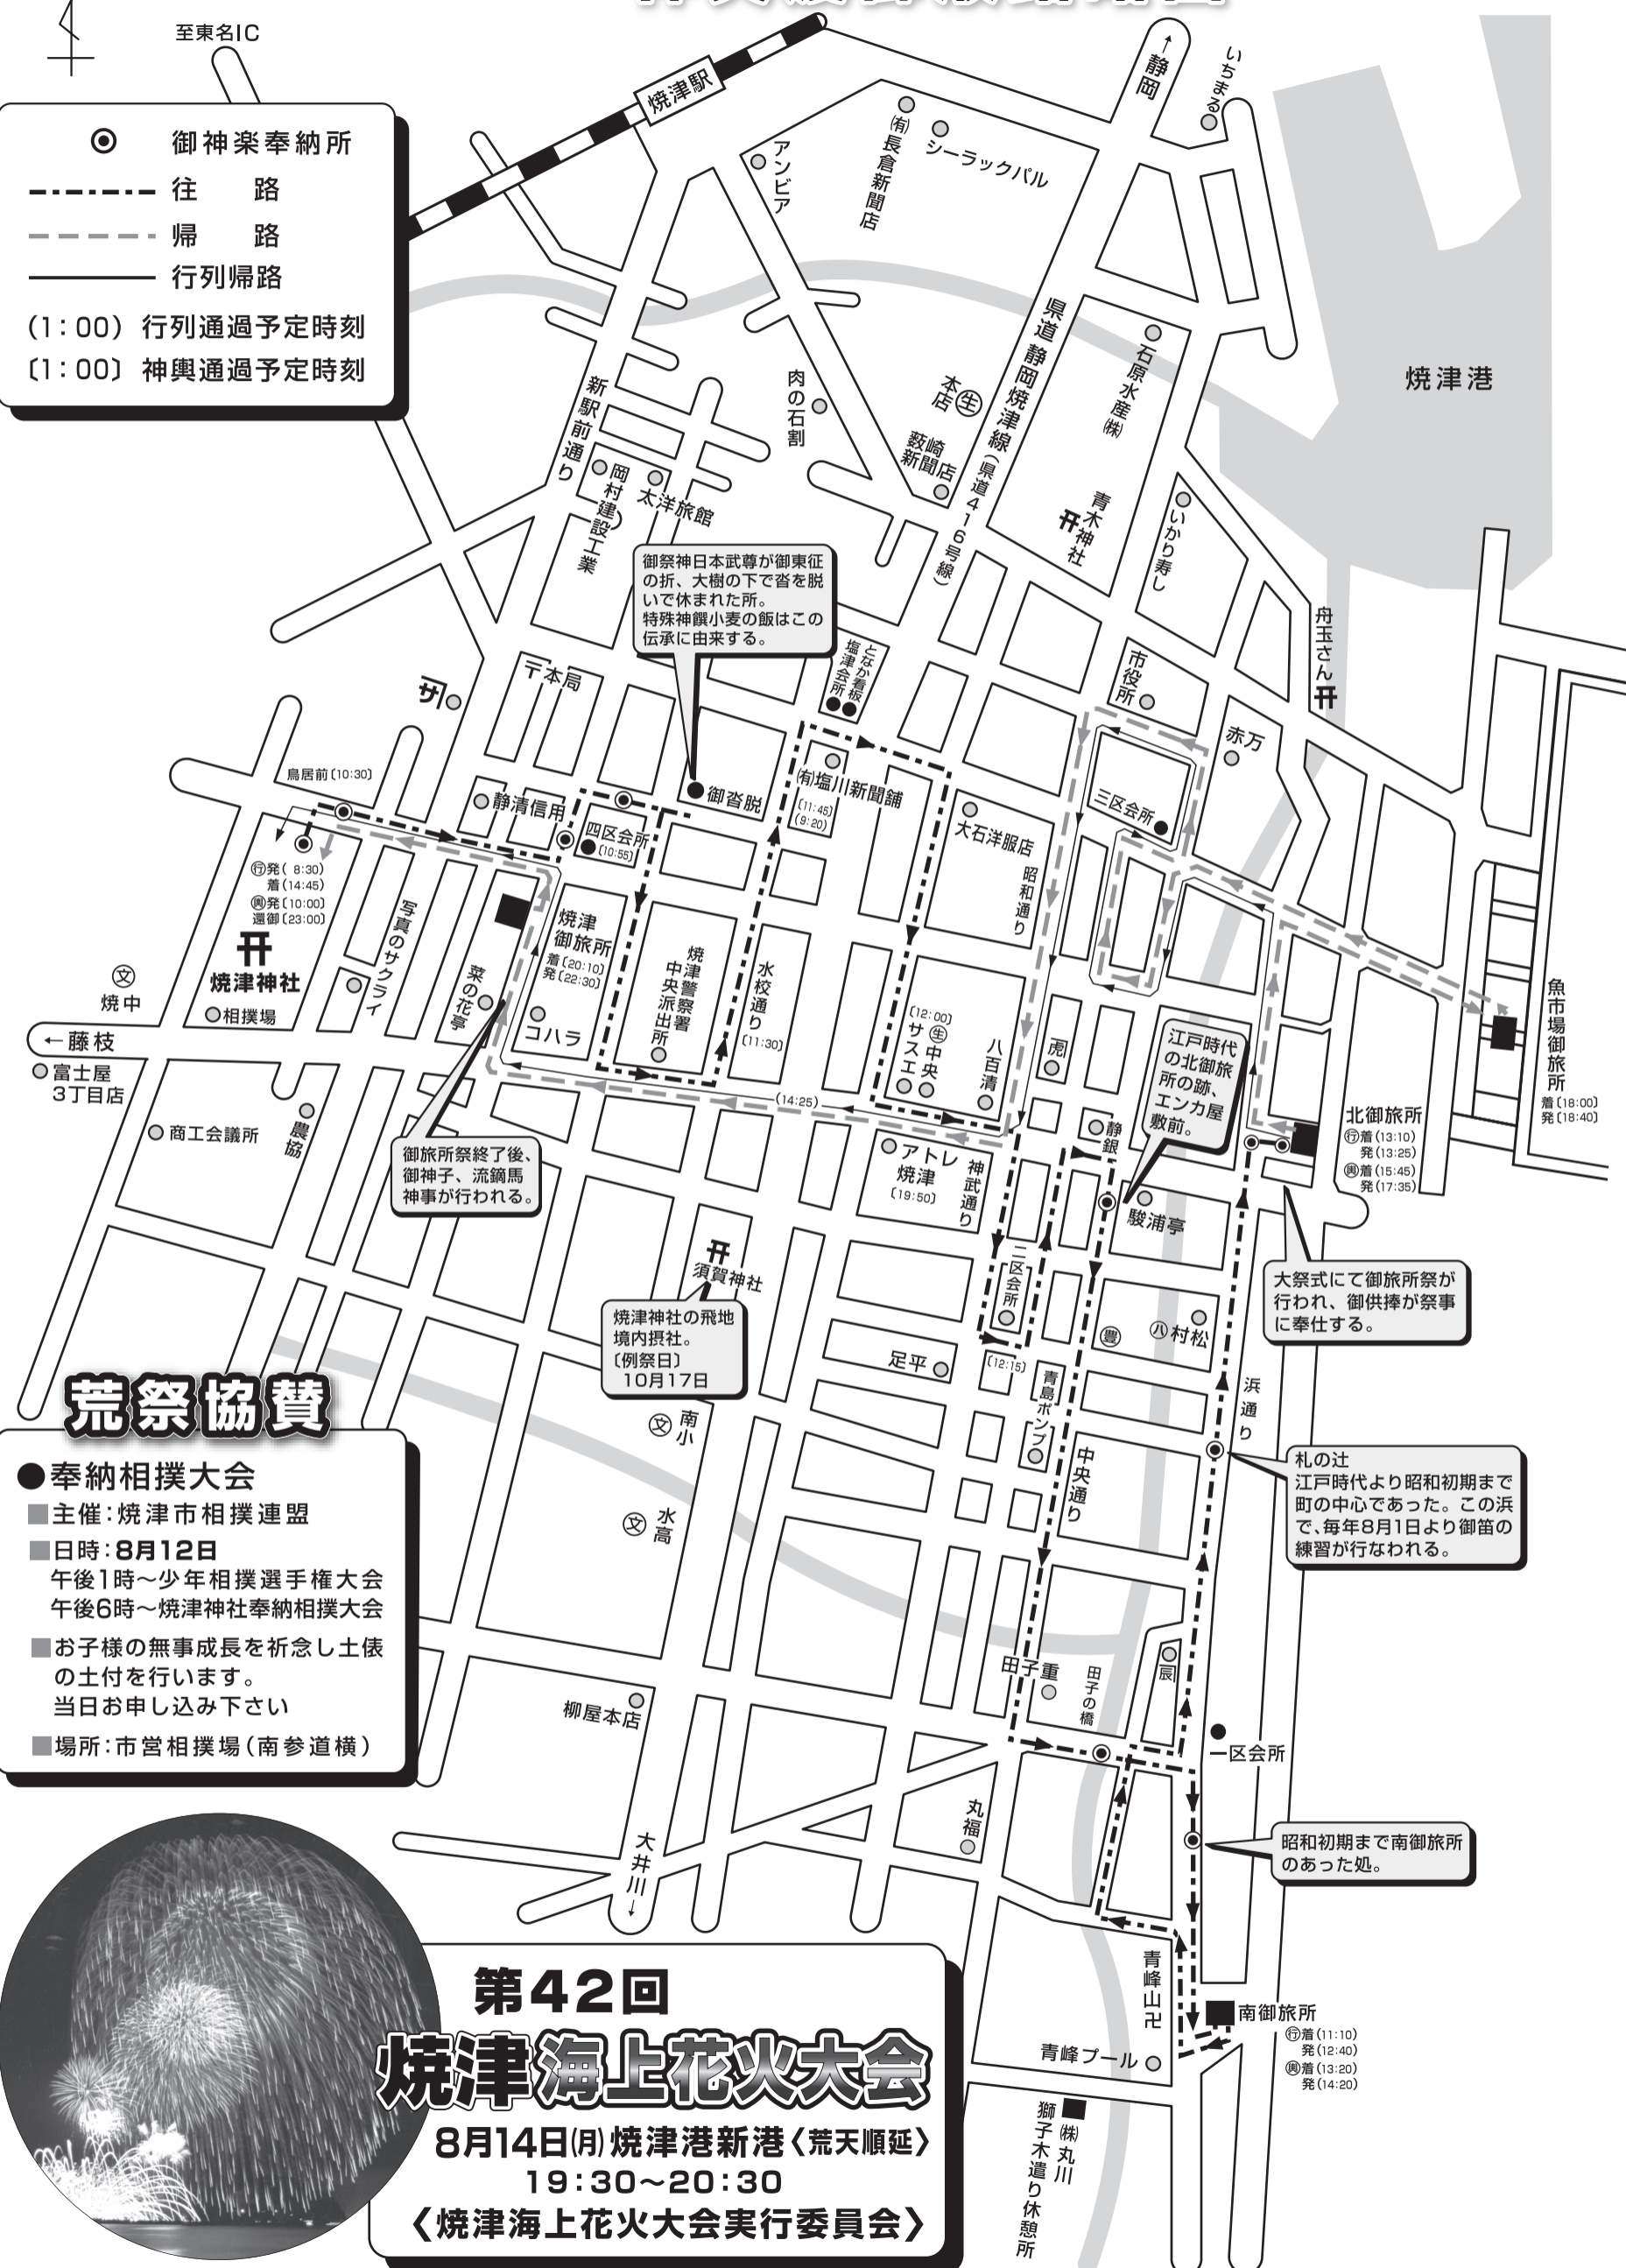 至東名IC
御神楽奉納所
往路
帰路
行列帰路
(1:00) 行列通過予定時刻
〔1:00〕 神輿通過予定時刻
焼津駅
←静岡
いちまる
アンビア
㈲長倉新聞店
シーラックパル
焼津港
県道 静岡焼津線(県道416号線)
石原水産㈱
新駅前通り
肉の石割
本店
生
薮崎
新聞店
岡村建設工業
太洋旅館
青木神社
いかり寿し
御祭神日本武尊が御東征
の折、大樹の下で沓を脱
いで休まれた所。
特殊神饌小麦の飯はこの
伝承に由来する。
舟玉さん
〒本局
となか看板
塩津会所
市役所
サ
赤万
鳥居前〔10:30〕
静清信用
四区会所
〔10:55〕
御沓脱
㈲塩川新聞舗
〔11:45〕
(9:20)
大石洋服店
三区会所
昭和通り
行発( 8:30)
着(14:45)
輿発〔10:00〕
還御〔23:00〕
焼津神社
相撲場
文
焼中
写真のサクライ
菜の花亭
焼津
御旅所
着〔20:10〕
発〔22:30〕
コハラ
焼津警察署
中央派出所
水校通り
〔11:30〕
〔12:00〕
サスエ
生中央
八百清
虎
江戸時代
の北御旅
所の跡、
エンカ屋
敷前。
魚市場御旅所
着〔18:00〕
発〔18:40〕
←藤枝
富士屋
3丁目店
商工会議所
農協
(14:25)
静銀
北御旅所
行着(13:10)
発(13:25)
輿着(15:45)
発(17:35)
御旅所祭終了後、
御神子、流鏑馬
神事が行われる。
アトレ
焼津
〔19:50〕
神武通り
駿浦亭
須賀神社
焼津神社の飛地
境内摂社。
〔例祭日〕
10月17日
二区会所
〔12:15〕
大祭式にて御旅所祭が
行われ、御供捧が祭事
に奉仕する。
豊
八村松
足平
青島ポンプ
浜通り
文
南小
中央通り
札の辻
江戸時代より昭和初期まで
町の中心であった。この浜
で、毎年8月1日より御笛の
練習が行なわれる。
文
水高
荒祭協賛
●奉納相撲大会
■主催:焼津市相撲連盟
■日時:8月12日
午後1時〜少年相撲選手権大会
午後6時〜焼津神社奉納相撲大会
■お子様の無事成長を祈念し土俵
の土付を行います。
当日お申し込み下さい
■場所:市営相撲場(南参道横)
柳屋本店
田子重
田子の橋
辰
一区会所
丸福
大井川→
昭和初期まで南御旅所
のあった処。
青峰山卍
南御旅所
行着(11:10)
発(12:40)
輿着(13:20)
発(14:20)
青峰プール
㈱丸川
獅子木遣り休憩所
第42回
焼津海上花火大会
8月14日㈪焼津港新港〈荒天順延〉
19:30〜20:30
〈焼津海上花火大会実行委員会〉